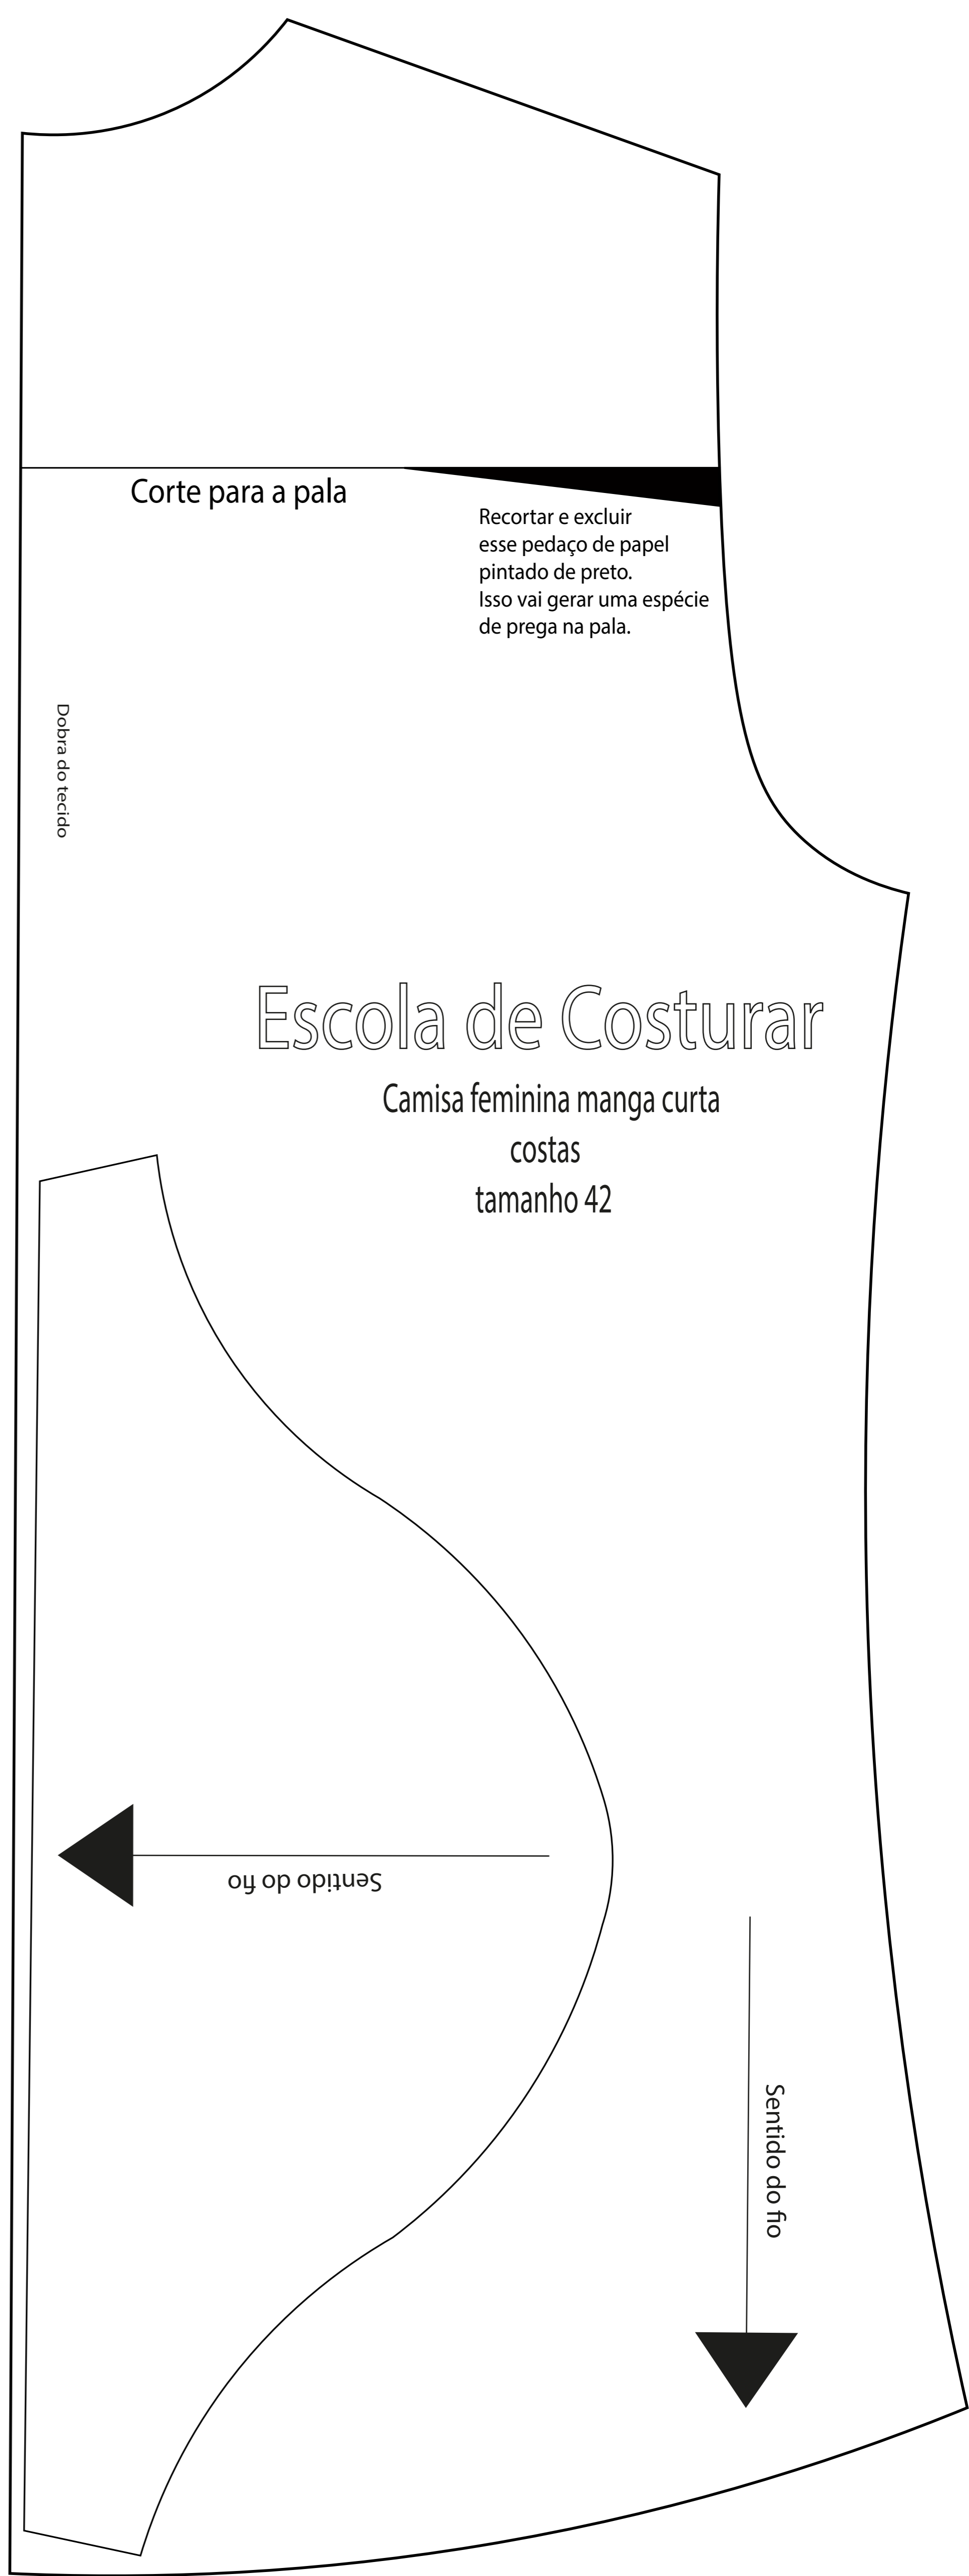 Corte para a pala
Recortar e excluir
esse pedaço de papel
pintado de preto.
Isso vai gerar uma espécie
de prega na pala.
Dobra do tecido
Escola de Costurar
Camisa feminina manga curta
costas
tamanho 42
Sentido do fio
Sentido do fio